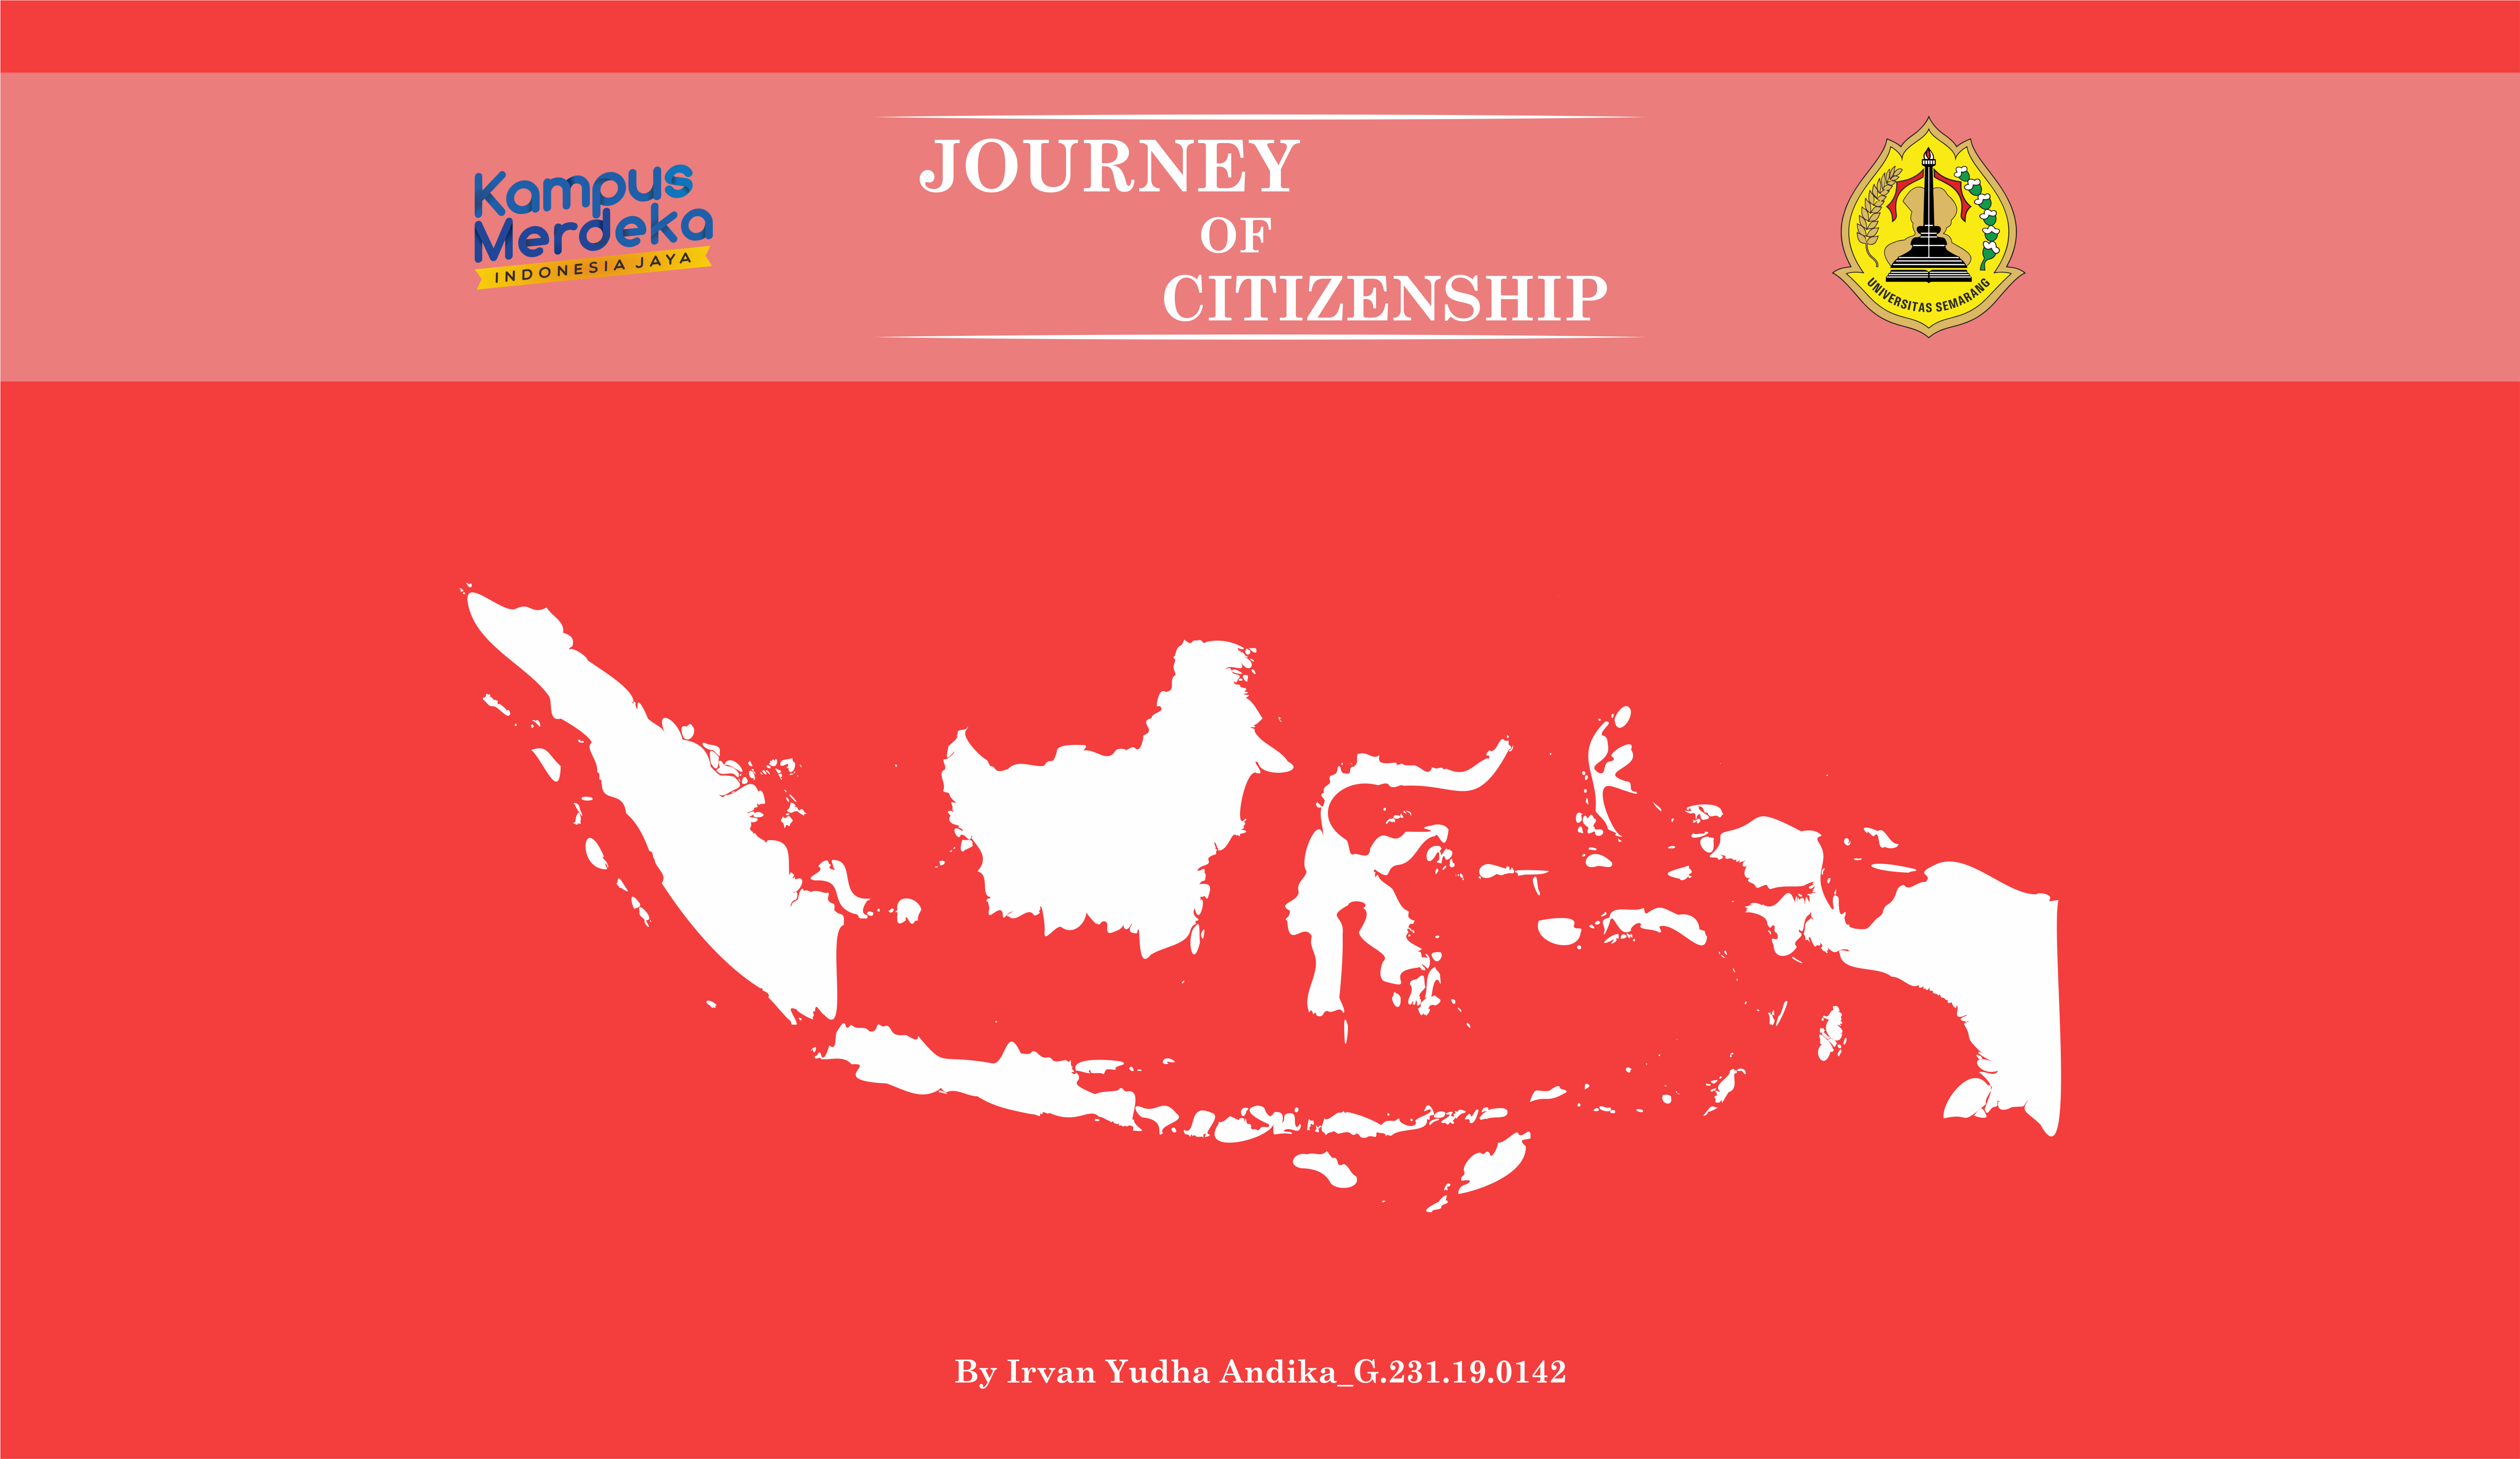 Kampus
Merdeka
INDONESIA JAYA
JOURNEY
OF
CITIZENSHIP
UNIVERSITAS SEMARANG
By Irvan Yudha Andika_G.231.19.0142